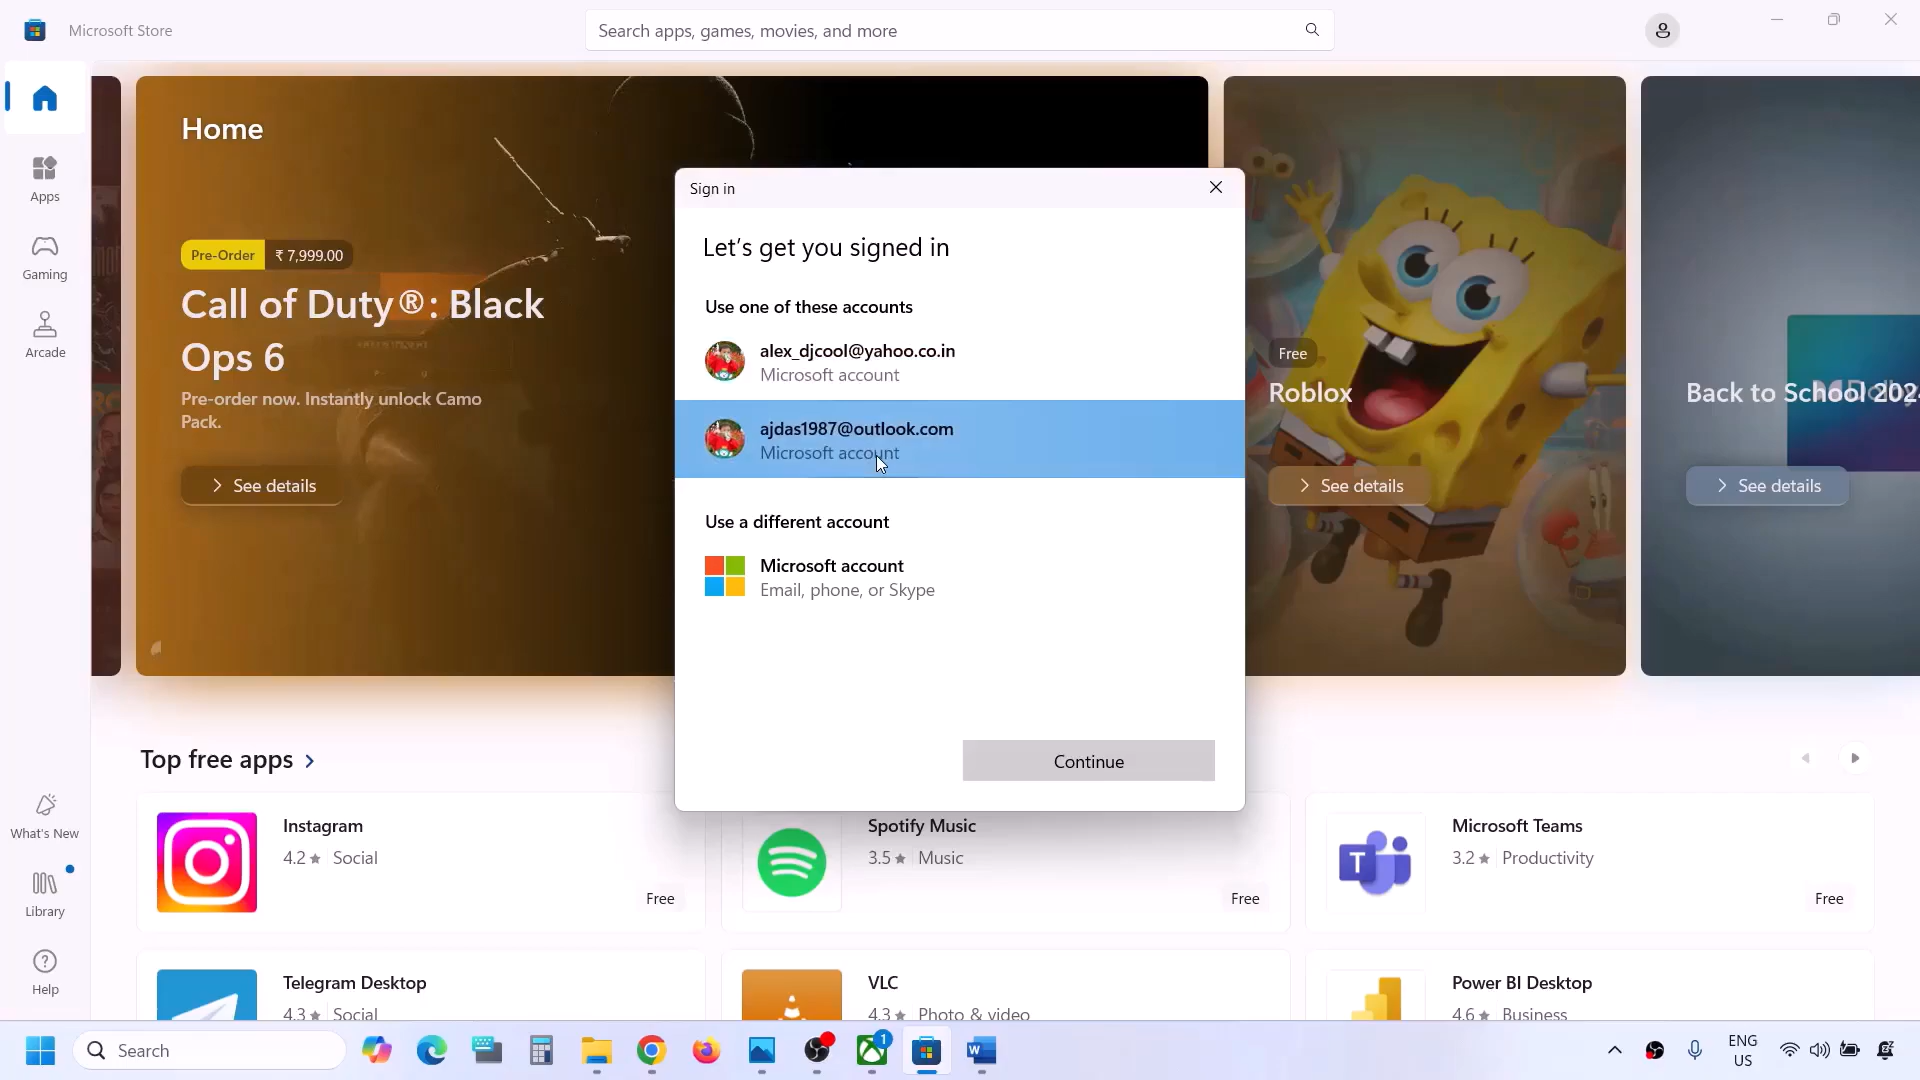 Microsoft Store
Search apps, games, movies, and more
Home
Apps
Gaming
Arcade
What's New
Library
Help
Pre-Order ₹ 7,999.00
Call of Duty®: Black
Ops 6
Pre-order now. Instantly unlock Camo
Pack.
See details
Sign in
Let's get you signed in
Use one of these accounts
alex_djcool@yahoo.co.in
Microsoft account
ajdas1987@outlook.com
Microsoft account
Use a different account
Microsoft account
Email, phone, or Skype
Continue
Free
Roblox
See details
Back to School 202
See details
Top free apps
Instagram
4.2 Social
Free
Spotify Music
3.5 Music
Free
Microsoft Teams
3.2 Productivity
Free
Telegram Desktop
4.3 Social
VLC
4.3 Photo & video
Power BI Desktop
4.6 Business
Search
1
ENG
US